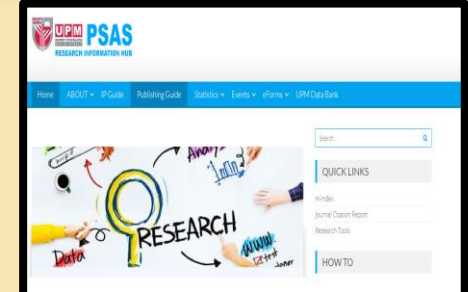 UPM PSAS
RESEARCH INFORMATION HUB
Home ABOUT IP Guide Publishing Guide Statistics Events eForms UPM Data Bank
Search
QUICK LINKS
H-Index
Journal Citation Report
Research Tools
HOW TO
RESEARCH
Data
WWW